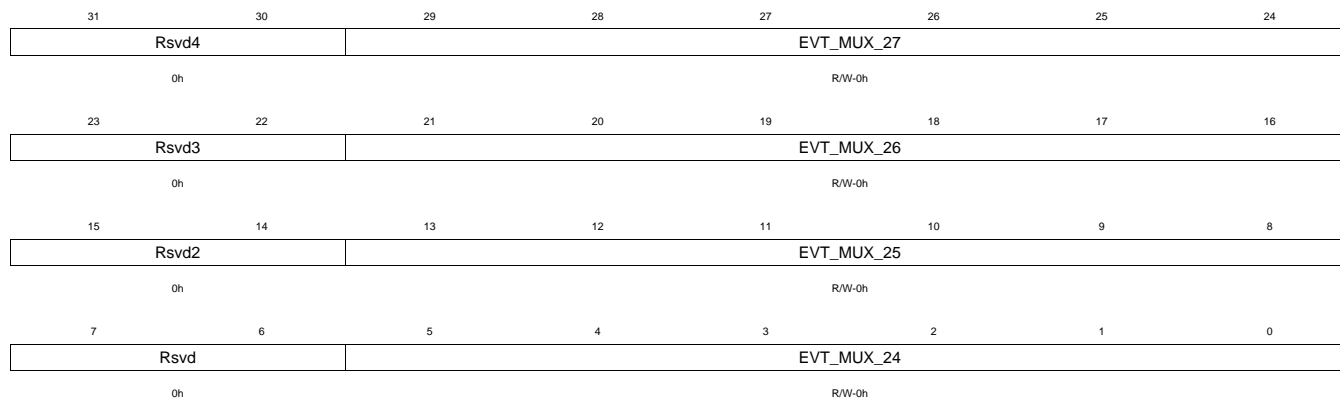 31 30 29 28 27 26 25 24
Rsvd4 EVT_MUX_27
0h R/W-0h
23 22 21 20 19 18 17 16
Rsvd3 EVT_MUX_26
0h R/W-0h
15 14 13 12 11 10 9 8
Rsvd2 EVT_MUX_25
0h R/W-0h
7 6 5 4 3 2 1 0
Rsvd EVT_MUX_24
0h R/W-0h